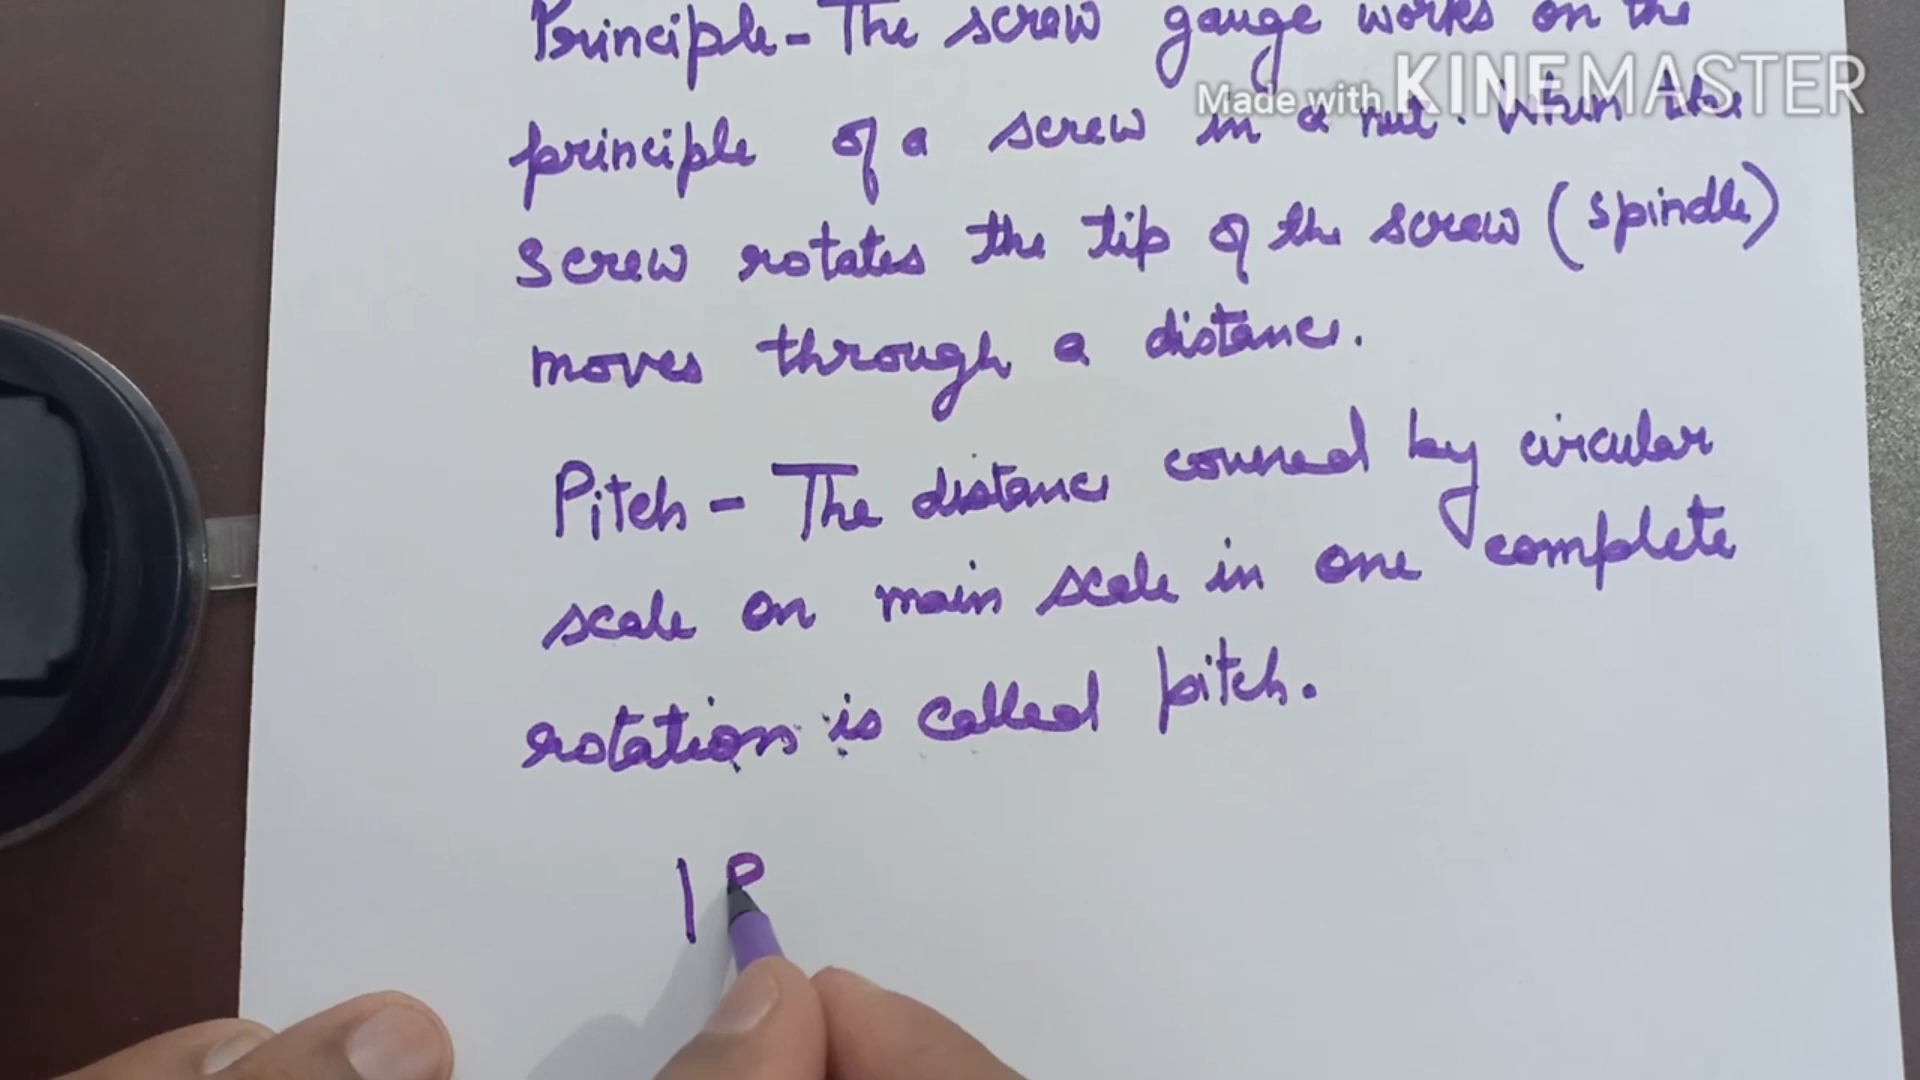 Principle - The screw gauge works on the
Made with KINEMASTER
principle of a screw in a nut. When the
screw rotates the tip of the screw (spindle)
moves through a distance.
Pitch - The distance covered by circular
scale on main scale in one complete
rotation is called pitch.